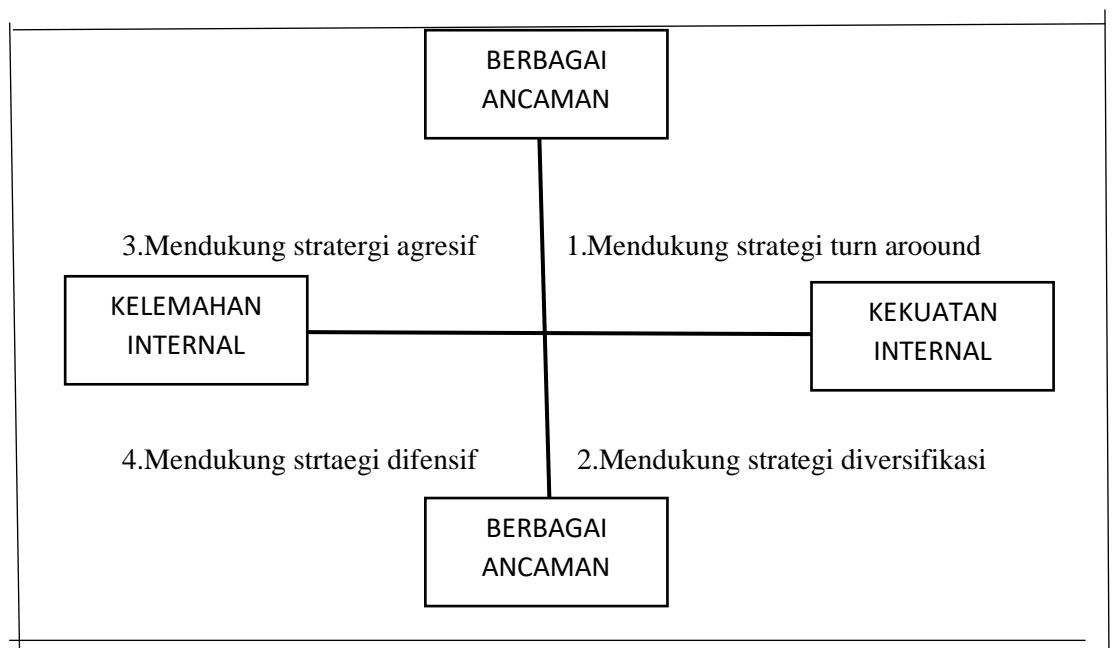 BERBAGAI
ANCAMAN
3.Mendukung stratergi agresif
1.Mendukung strategi turn aroound
KELEMAHAN
INTERNAL
KEKUATAN
INTERNAL
4.Mendukung strtaegi difensif
2.Mendukung strategi diversifikasi
BERBAGAI
ANCAMAN